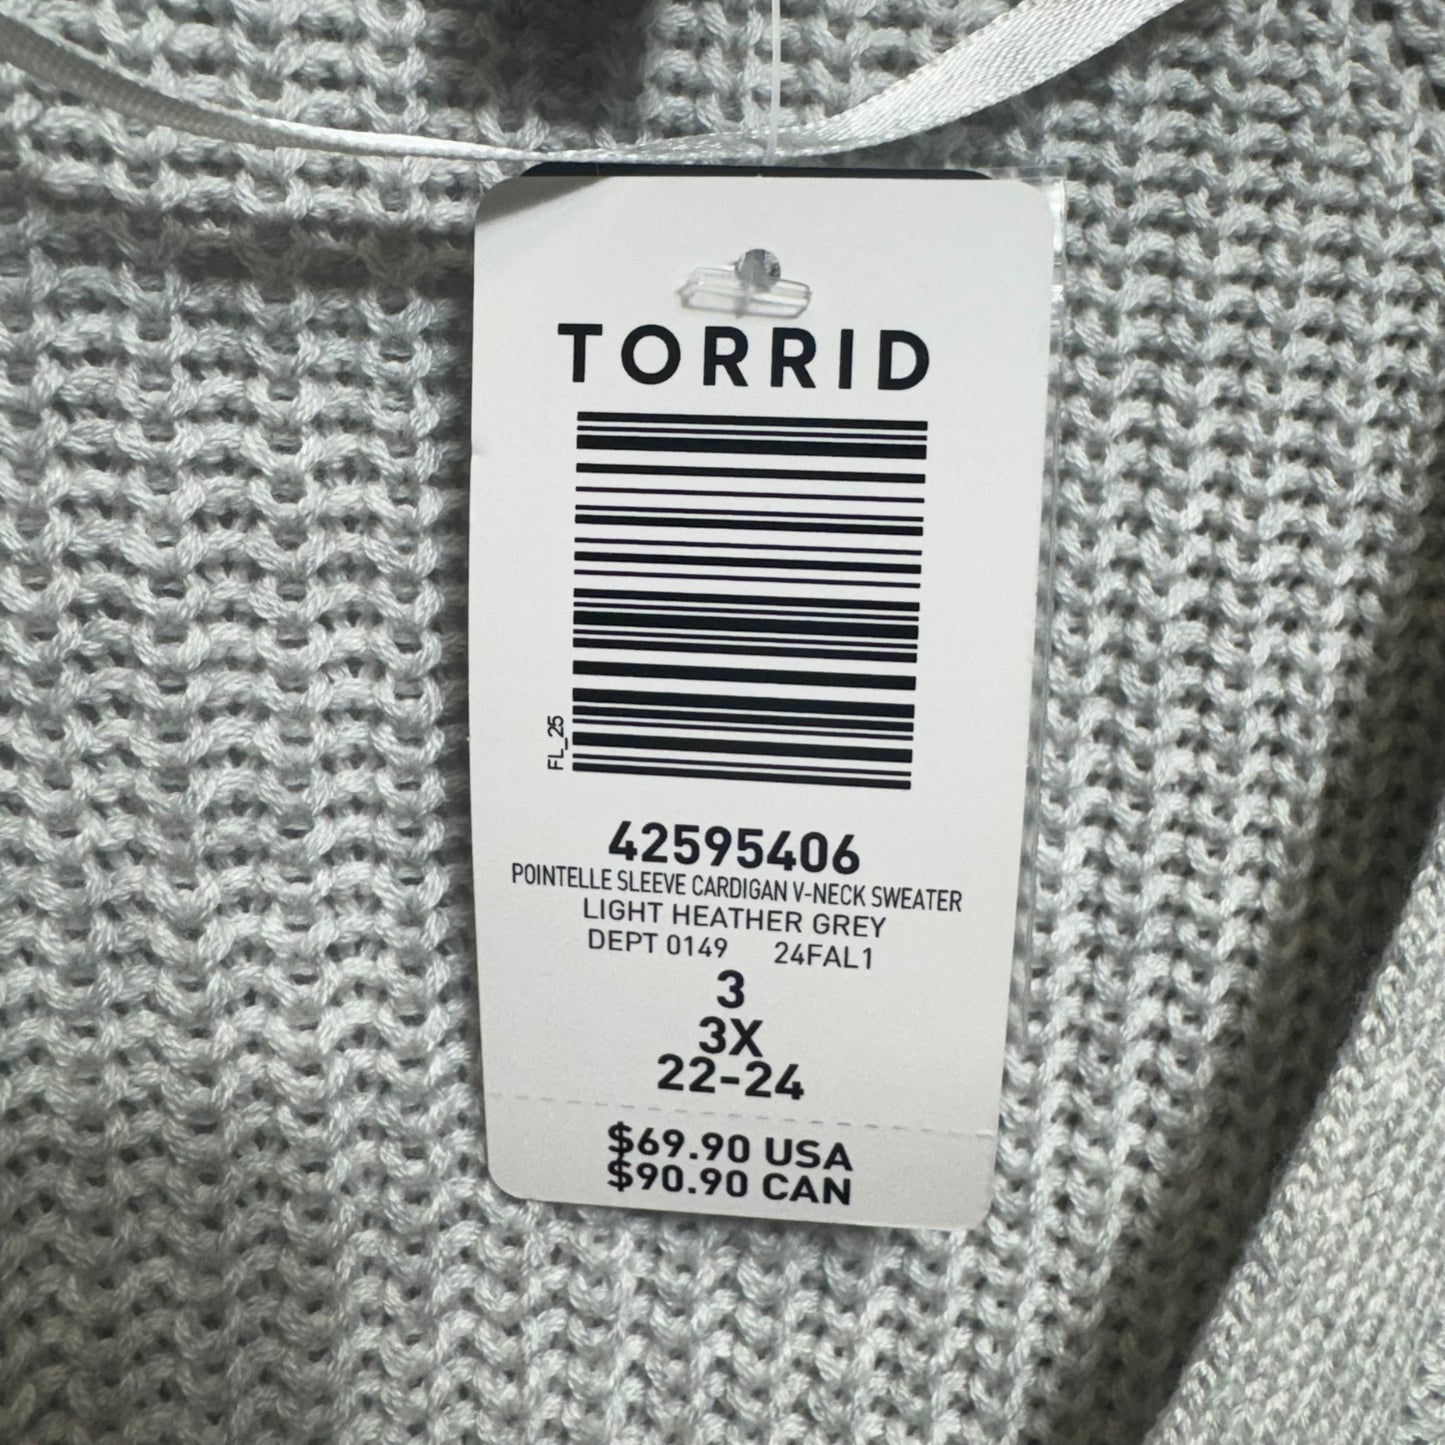 TORRID
FL_25
42595406
POINTELLE SLEEVE CARDIGAN V-NECK SWEATER
LIGHT HEATHER GREY
DEPT 0149 24FAL1
3
3X
22-24
$69.90 USA
$90.90 CAN